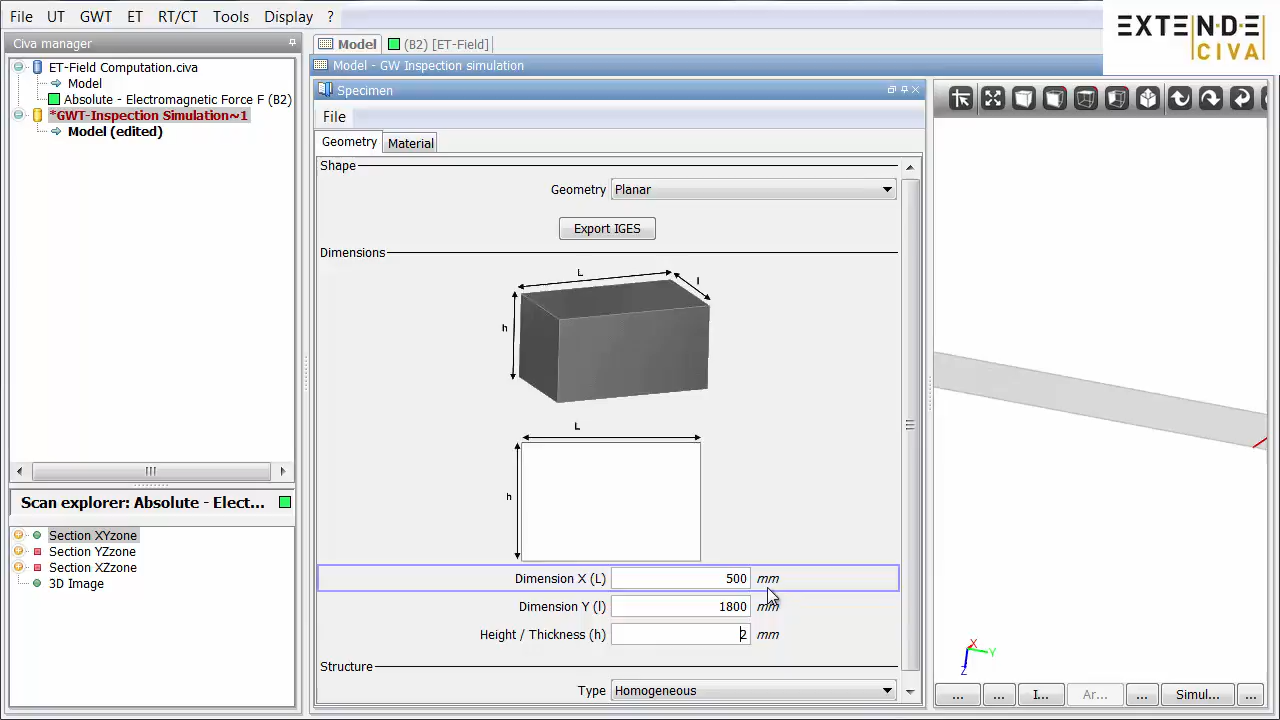 File UT GWT ET RT/CT Tools Display ?
EXTENDE
CIVA
Civa manager
Model (B2) [ET-Field]
ET-Field Computation.civa
Model
Absolute - Electromagnetic Force F (B2)
*GWT-Inspection Simulation~1
Model (edited)
Model - GW Inspection simulation
Specimen
File
Geometry Material
Shape
Geometry Planar
Export IGES
Dimensions
L
l
h
L
h
Dimension X (L) 500 mm
Dimension Y (l) 1800 mm
Height / Thickness (h) 2 mm
Structure
Type Homogeneous
Scan explorer: Absolute - Elect...
Section XYzone
Section YZzone
Section XZzone
3D Image
X
Y
Z
... ... I... Ar... ... Simul... ...